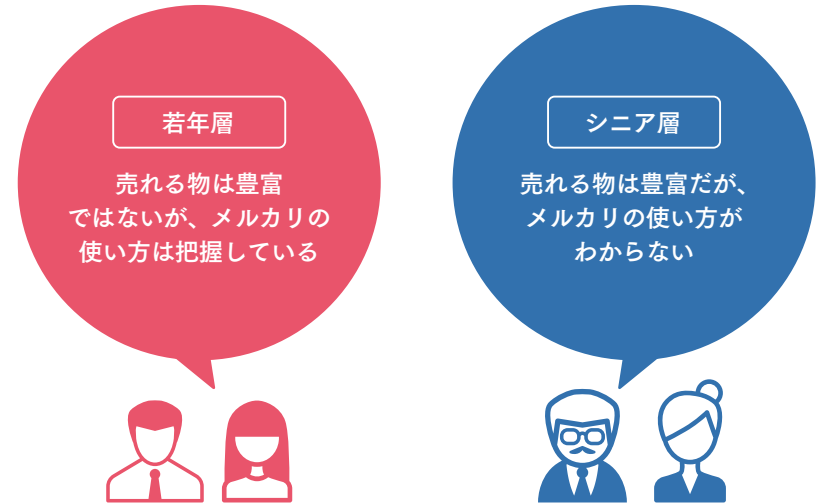 若年層
売れる物は豊富
ではないが、メルカリの
使い方は把握している
シニア層
売れる物は豊富だが、
メルカリの使い方が
わからない